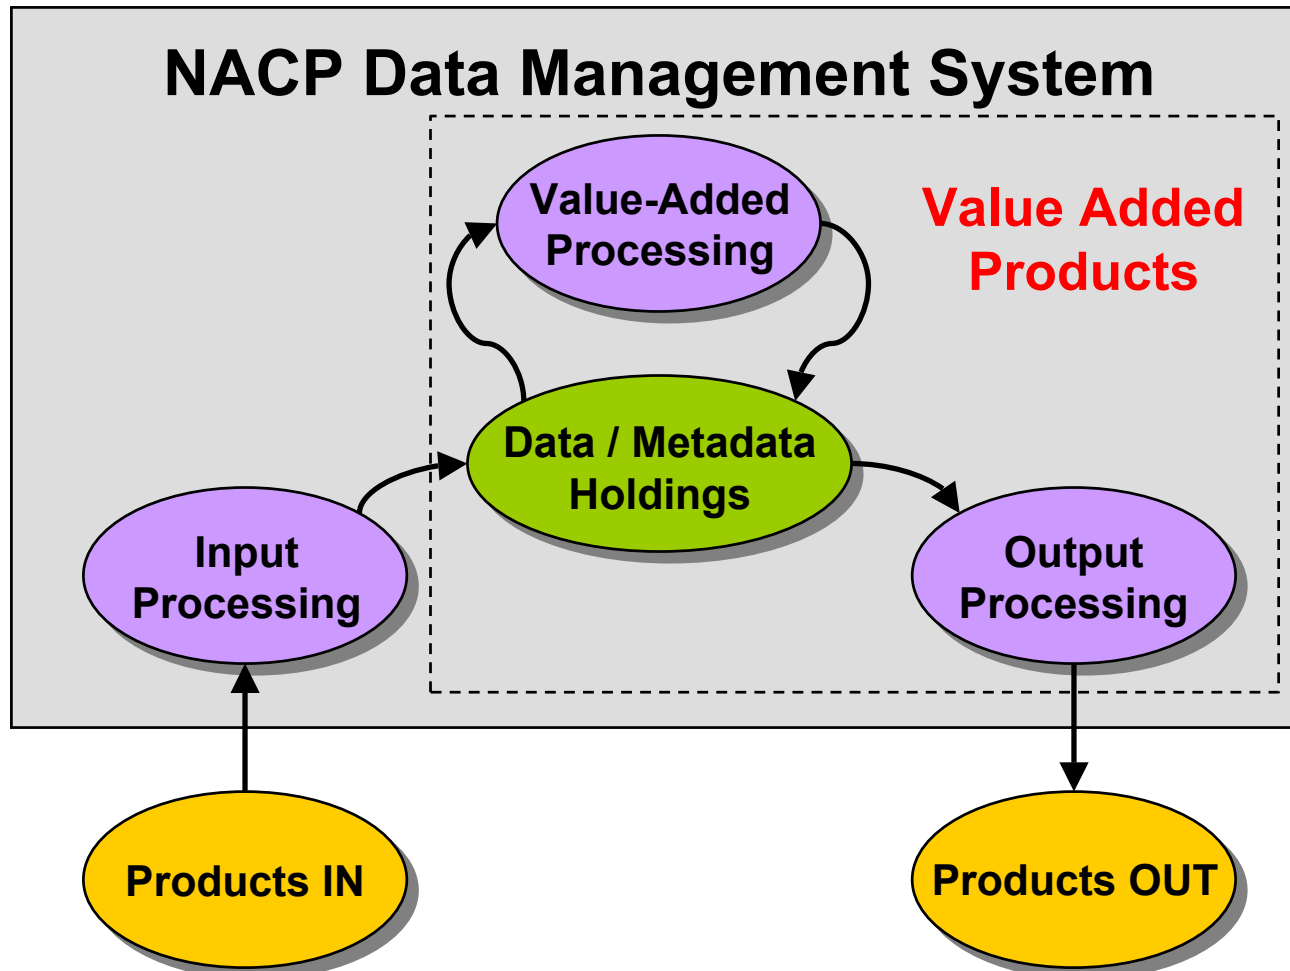 NACP Data Management System
Value-Added
Processing
Value Added
Products
Data / Metadata
Holdings
Input
Processing
Output
Processing
Products IN
Products OUT